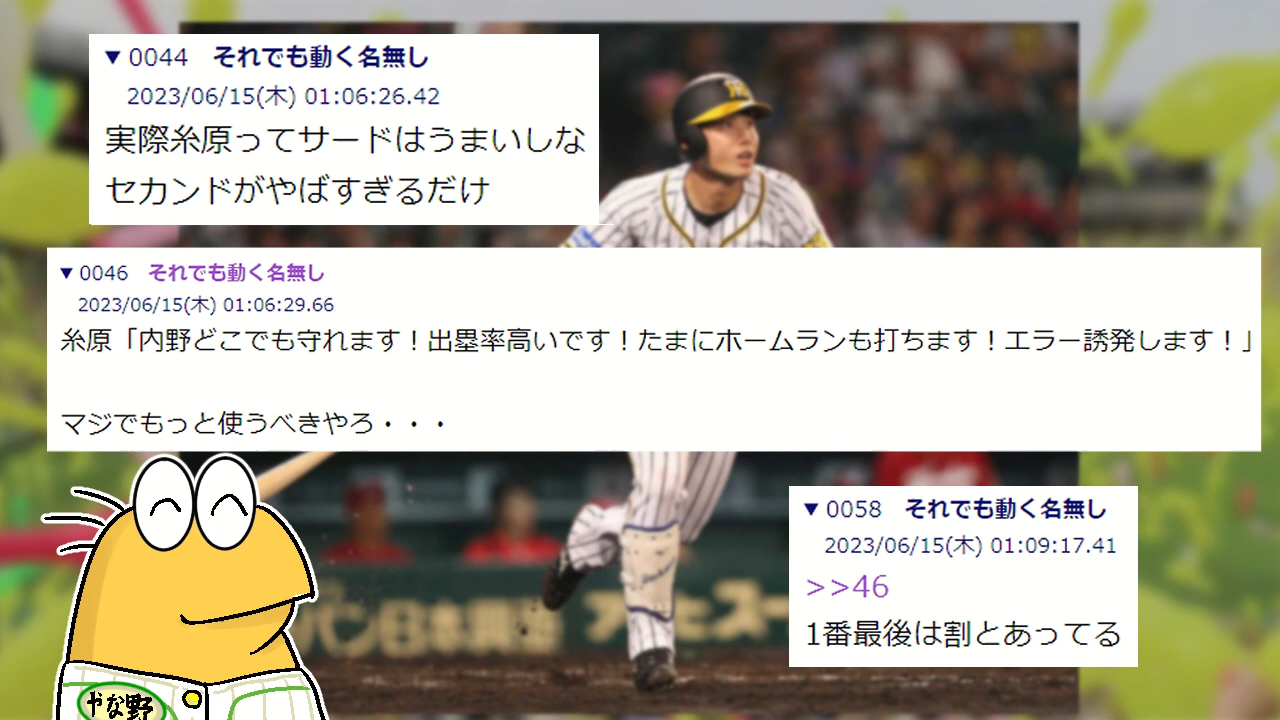 ▼ 0044 それでも動く名無し
2023/06/15(木) 01:06:26.42
実際糸原ってサードはうまいしな
セカンドがやばすぎるだけ
▼ 0046 それでも動く名無し
2023/06/15(木) 01:06:29.66
糸原「内野どこでも守れます！出塁率高いです！たまにホームランも打ちます！エラー誘発します！」
マジでもっと使うべきやろ・・・
▼ 0058 それでも動く名無し
2023/06/15(木) 01:09:17.41
>>46
1番最後は割とあってる
やな野